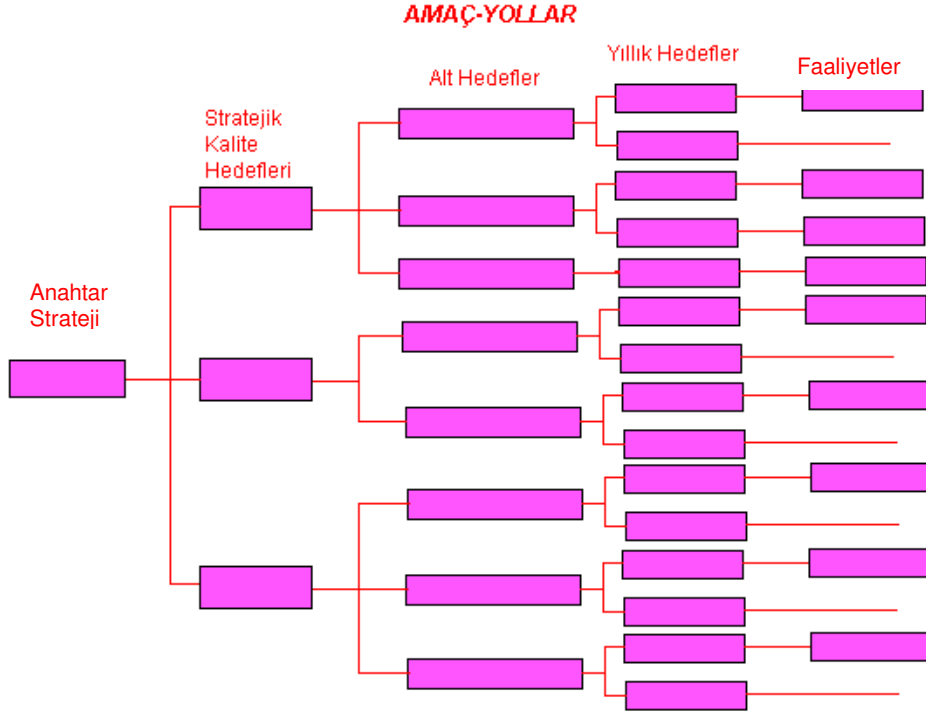 AMAÇ-YOLLAR
Yıllık Hedefler
Faaliyetler
Alt Hedefler
Stratejik
Kalite
Hedefleri
Anahtar
Strateji